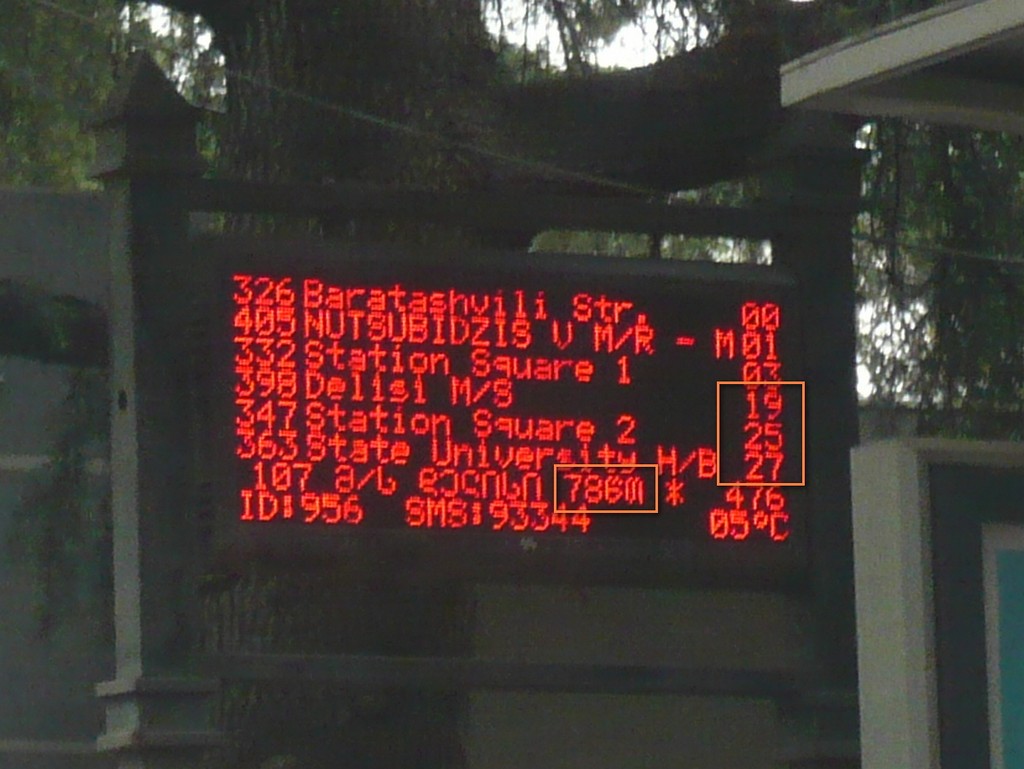 326 Baratashvili Str. 00
405 NUTSUBIDZIS V M/R - M 01
332 Station Square 1 03
398 Delisi M/S 19
347 Station Square 2 25
363 State University H/B 27
107 ა/ს 786m * 476
ID:956 SMS:93344 05°C